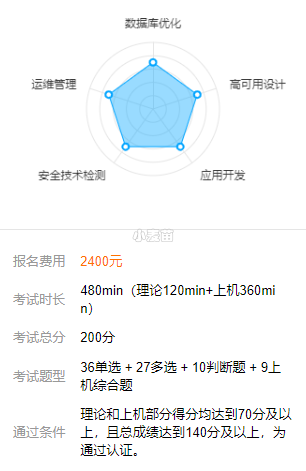 数据库优化
运维管理
高可用设计
安全技术检测
应用开发
报名费用 2400元
考试时长 480min（理论120min+上机360mi
n）
考试总分 200分
考试题型 36单选 + 27多选 + 10判断题 + 9上
机综合题
理论和上机部分得分均达到70分及以
通过条件 上，且总成绩达到140分及以上，为
通过认证。